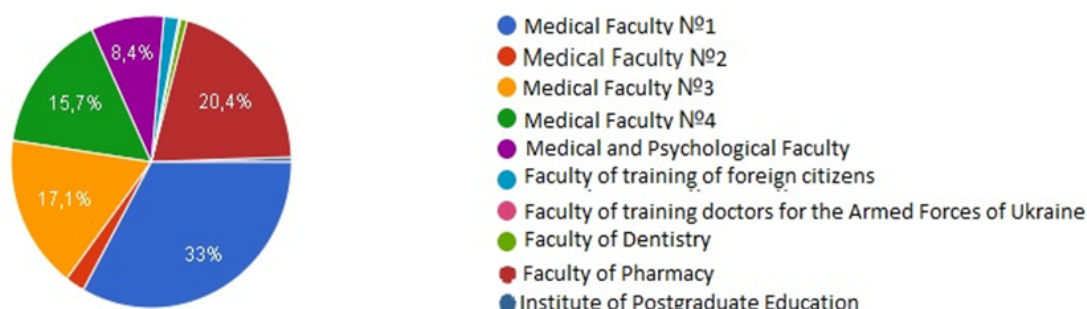 8,4%
15,7%
20,4%
17,1%
33%
Medical Faculty №1
Medical Faculty №2
Medical Faculty №3
Medical Faculty №4
Medical and Psychological Faculty
Faculty of training of foreign citizens
Faculty of training doctors for the Armed Forces of Ukraine
Faculty of Dentistry
Faculty of Pharmacy
Institute of Postgraduate Education